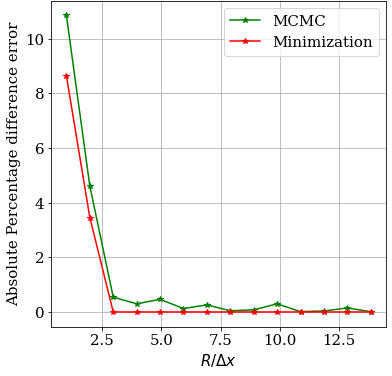 MCMC
Minimization
Absolute Percentage difference error
10
8
6
4
2
0
2.5 5.0 7.5 10.0 12.5
R/Δx